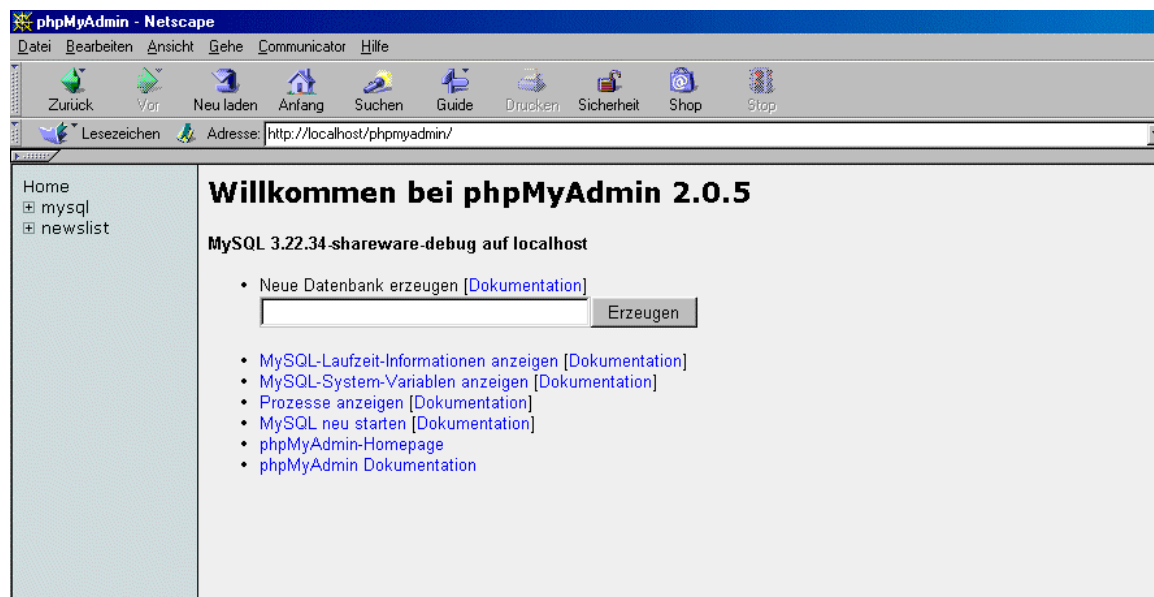 phpMyAdmin - Netscape
Datei Bearbeiten Ansicht Gehe Communicator Hilfe
Zurück Vor Neu laden Anfang Suchen Guide Drucken Sicherheit Shop Stop
Lesezeichen Adresse: http://localhost/phpmyadmin/
Home
mysql
newslist
Willkommen bei phpMyAdmin 2.0.5
MySQL 3.22.34-shareware-debug auf localhost
• Neue Datenbank erzeugen [Dokumentation]
Erzeugen
• MySQL-Laufzeit-Informationen anzeigen [Dokumentation]
• MySQL-System-Variablen anzeigen [Dokumentation]
• Prozesse anzeigen [Dokumentation]
• MySQL neu starten [Dokumentation]
• phpMyAdmin-Homepage
• phpMyAdmin Dokumentation